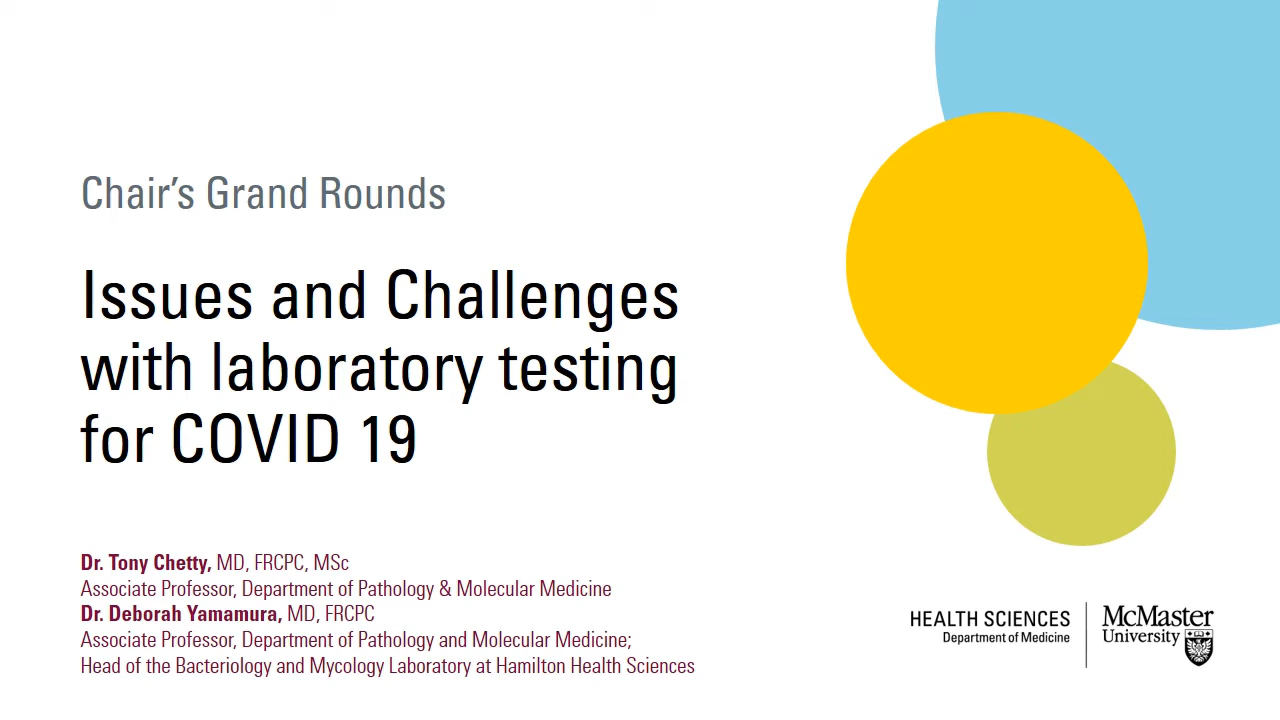 Chair's Grand Rounds
Issues and Challenges
with laboratory testing
for COVID 19
Dr. Tony Chetty, MD, FRCPC, MSc
Associate Professor, Department of Pathology & Molecular Medicine
Dr. Deborah Yamamura, MD, FRCPC
Associate Professor, Department of Pathology and Molecular Medicine;
Head of the Bacteriology and Mycology Laboratory at Hamilton Health Sciences
HEALTH SCIENCES
Department of Medicine
McMaster
University